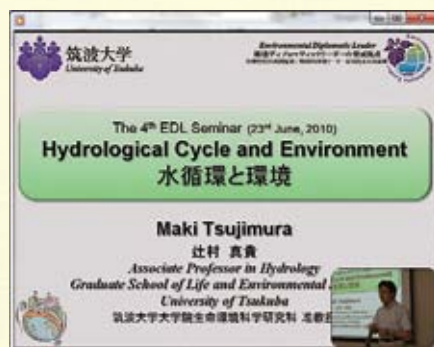 筑波大学
University of Tsukuba
Environmental Diplomatic Leader
The 4th EDL Seminar (23rd June, 2010)
Hydrological Cycle and Environment
水循環と環境
Maki Tsujimura
辻村 真貴
Associate Professor in Hydrology
Graduate School of Life and Environmental
University of Tsukuba
筑波大学大学院生命環境科学研究科 准教授